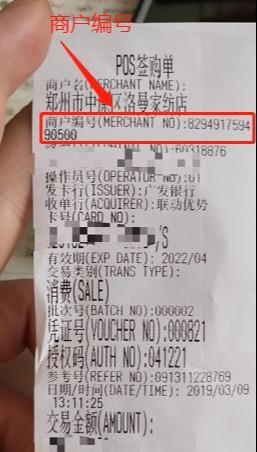 商户编号
POS签购单
商户名(MERCHANT NAME):
郑州市中原区洛曼家纺店
商户编号(MERCHANT NO):8294917594
90500
60318876
操作员号(OPERATOR NO):01
发卡行(ISSUER):广发银行
收单行(ACQUIRER):联动优势
卡号(CARD NO):
'S
有效期(EXP DATE): 2022/04
交易类别(TRANS TYPE):
消费(SALE)
批次号(BATCH NO):000002
凭证号(VOUCHER NO):000821
授权码(AUTH NO):041221
参考号(REFER NO):091311228769
日期/时间(DATE/TIME): 2019/03/09
13:11:25
交易金额(AMOUNT):